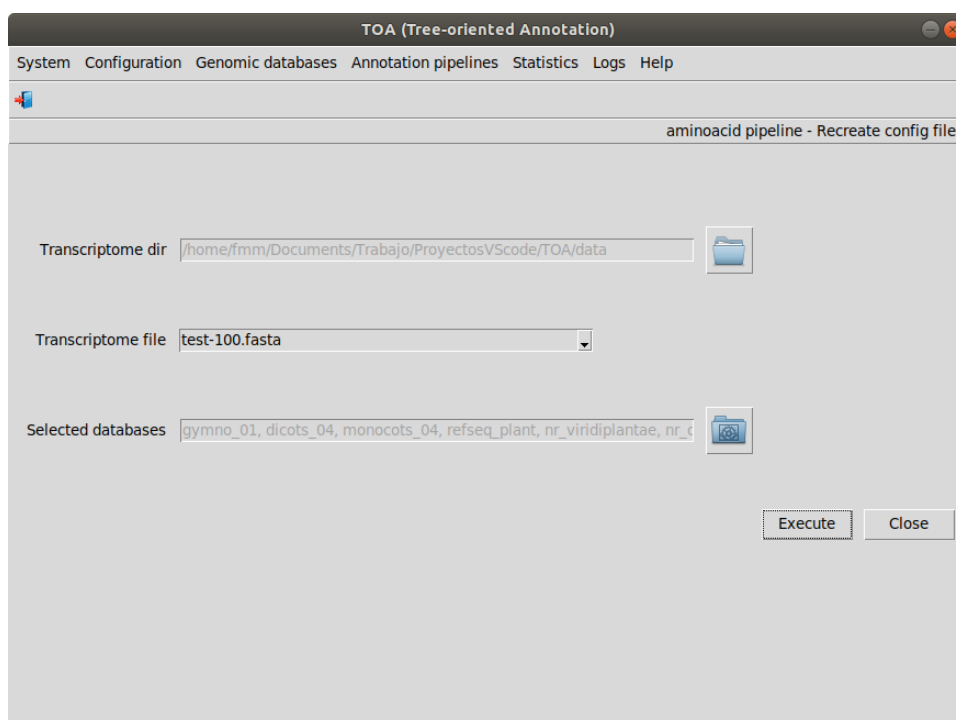 TOA (Tree-oriented Annotation)
System Configuration Genomic databases Annotation pipelines Statistics Logs Help
aminoacid pipeline - Recreate config file
Transcriptome dir /home/fmm/Documents/Trabajo/ProyectosVScode/TOA/data
Transcriptome file test-100.fasta
Selected databases gymno_01, dicots_04, monocots_04, refseq_plant, nr_viridiplantae,
Execute Close